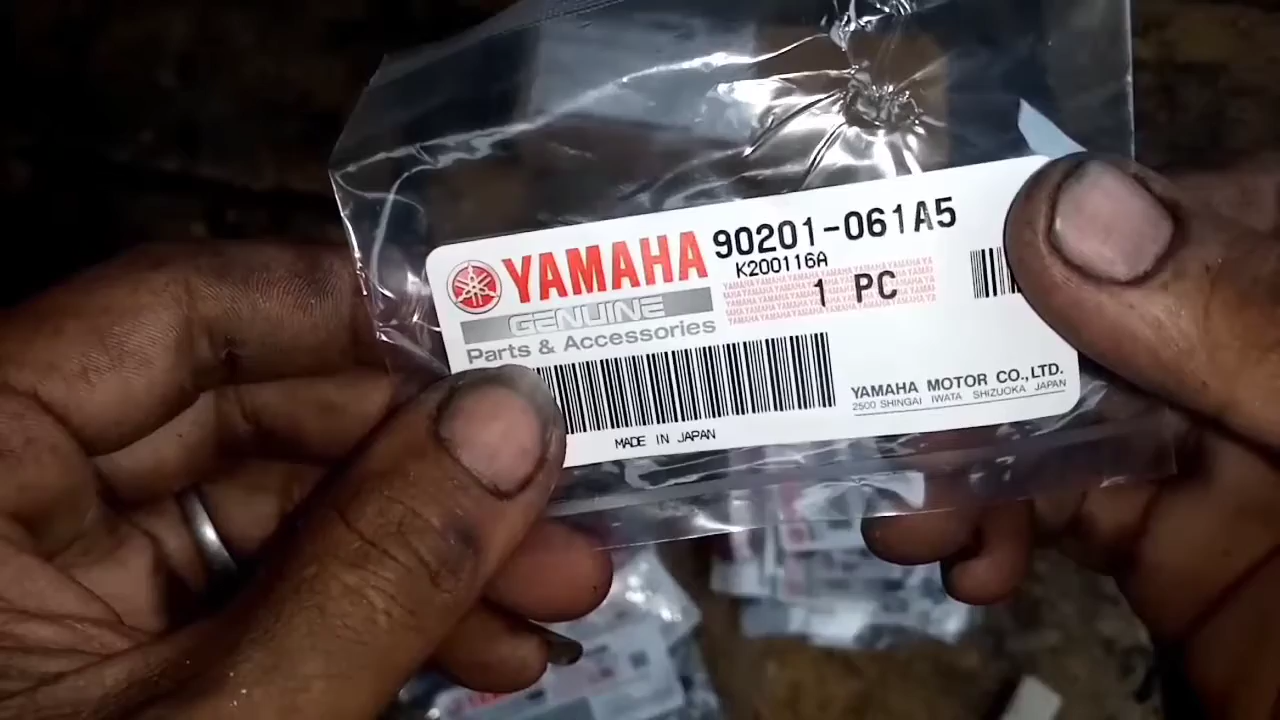 YAMAHA 90201-061A5
K200116A
GENUINE
1 PC
Parts & Accessories
YAMAHA MOTOR CO.,LTD.
2500 SHINGAI IWATA SHIZUOKA JAPAN
MADE IN JAPAN